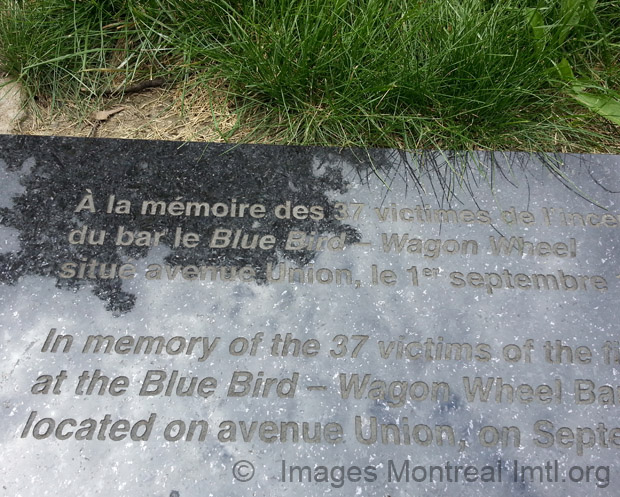 À la mémoire des 37 victimes de l'incen
du bar le Blue Bird – Wagon Wheel
situé avenue Union, le 1er septembre
In memory of the 37 victims of the fi
at the Blue Bird – Wagon Wheel Ba
located on avenue Union, on Septe
© Images Montreal Imtl.org